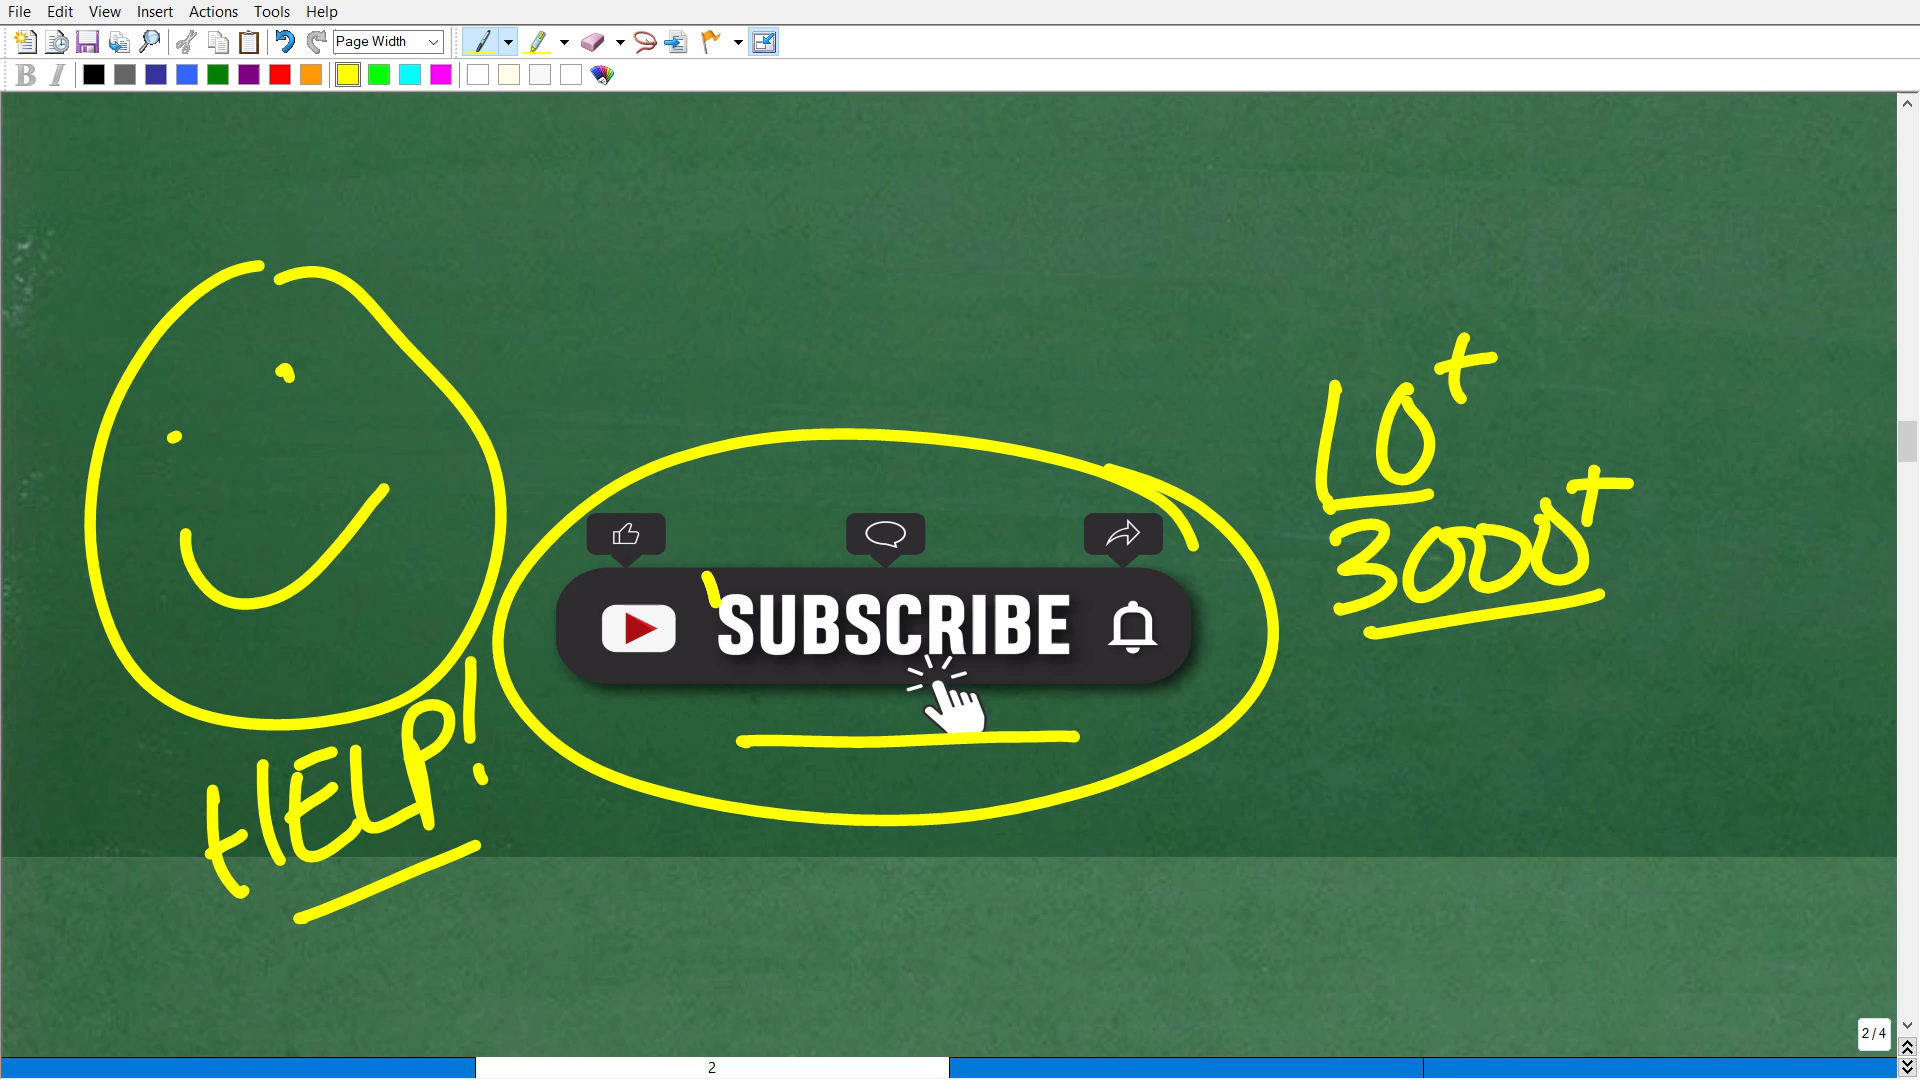 File Edit View Insert Actions Tools Help
Page Width
B I
10+
3000+
SUBSCRIBE
HELP!
2 / 4
2